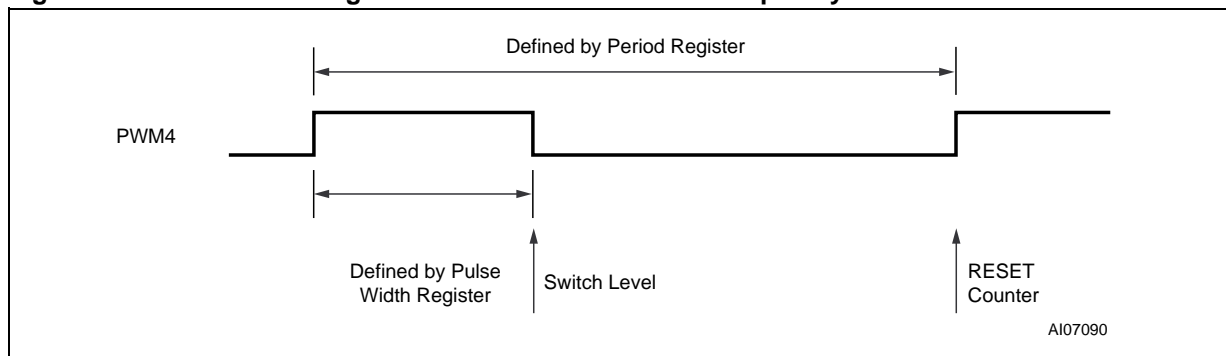 Defined by Period Register
PWM4
Defined by Pulse
Width Register
Switch Level
RESET
Counter
AI07090